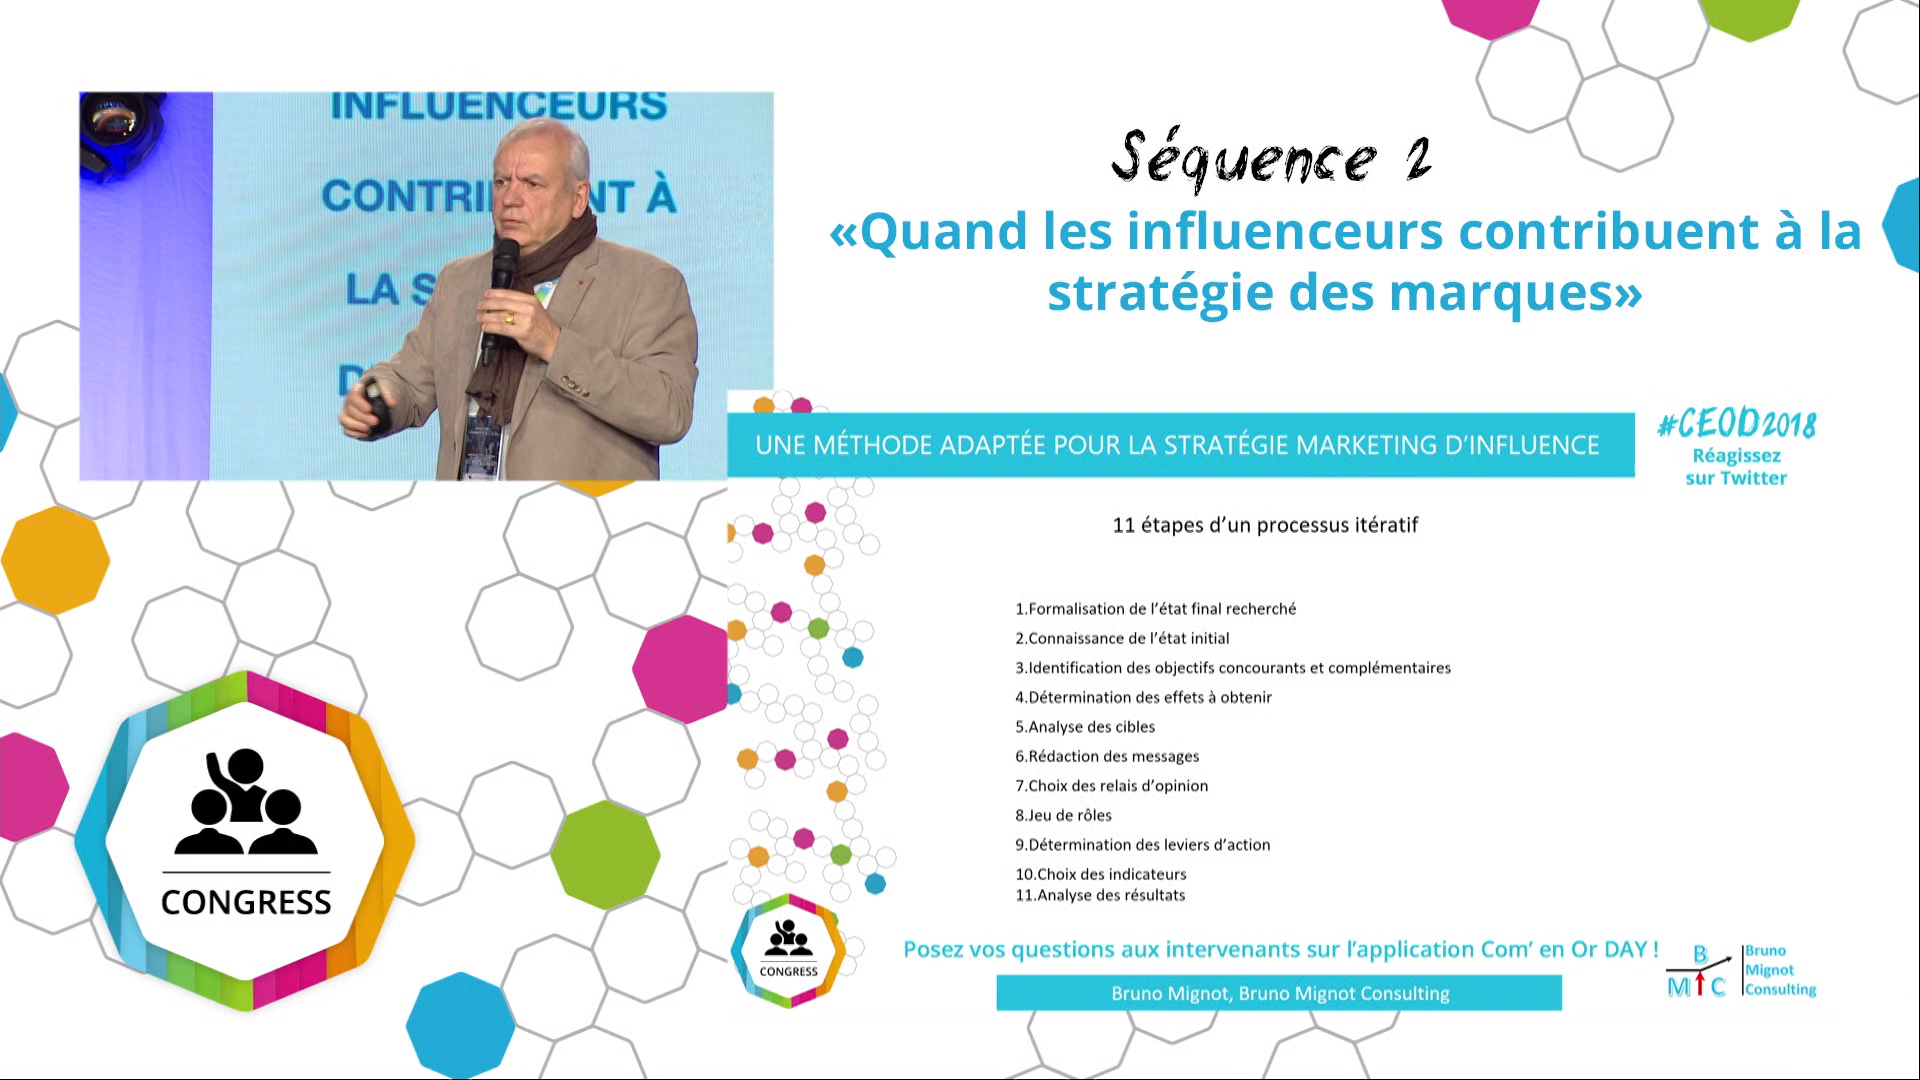 INFLUENCEURS
CONTRI NT À
LA S
D
Séquence 2
«Quand les influenceurs contribuent à la
stratégie des marques»
UNE MÉTHODE ADAPTÉE POUR LA STRATÉGIE MARKETING D’INFLUENCE
#CEOD2018
Réagissez
sur Twitter
11 étapes d’un processus itératif
1.Formalisation de l’état final recherché
2.Connaissance de l’état initial
3.Identification des objectifs concourants et complémentaires
4.Détermination des effets à obtenir
5.Analyse des cibles
6.Rédaction des messages
7.Choix des relais d’opinion
8.Jeu de rôles
9.Détermination des leviers d’action
10.Choix des indicateurs
11.Analyse des résultats
CONGRESS
CONGRESS
Posez vos questions aux intervenants sur l’application Com’ en Or DAY !
Bruno Mignot, Bruno Mignot Consulting
B
M C
Bruno
Mignot
Consulting